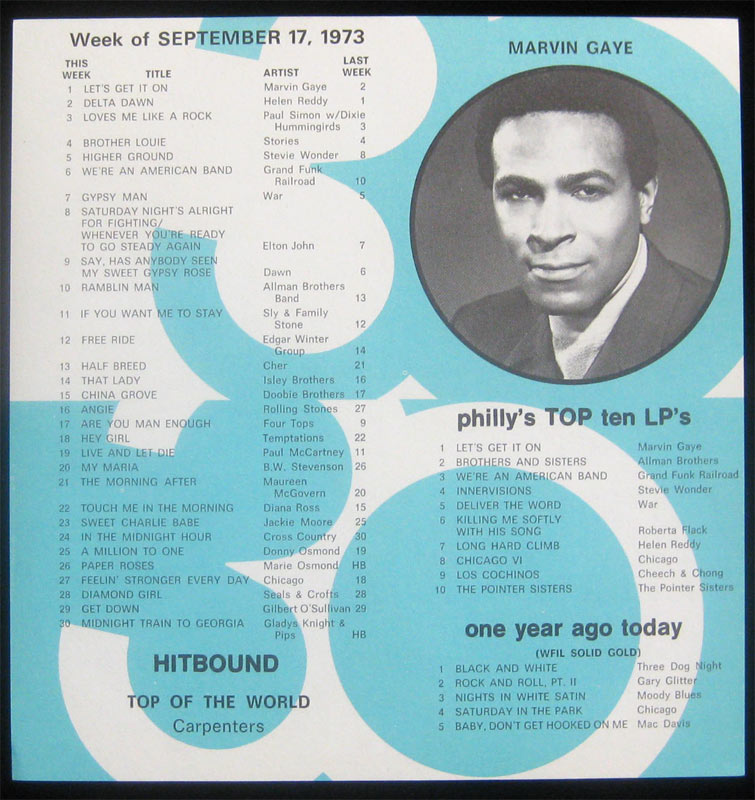 Week of SEPTEMBER 17, 1973
THIS WEEK TITLE ARTIST LAST WEEK
1 LET'S GET IT ON Marvin Gaye 2
2 DELTA DAWN Helen Reddy 1
3 LOVES ME LIKE A ROCK Paul Simon w/Dixie
Hummingirds 3
4 BROTHER LOUIE Stories 4
5 HIGHER GROUND Stevie Wonder 8
6 WE'RE AN AMERICAN BAND Grand Funk
Railroad 10
7 GYPSY MAN War 5
8 SATURDAY NIGHT'S ALRIGHT
FOR FIGHTING/
WHENEVER YOU'RE READY
TO GO STEADY AGAIN Elton John 7
9 SAY, HAS ANYBODY SEEN
MY SWEET GYPSY ROSE Dawn 6
10 RAMBLIN MAN Allman Brothers
Band 13
11 IF YOU WANT ME TO STAY Sly & Family
Stone 12
12 FREE RIDE Edgar Winter
Group 14
13 HALF BREED Cher 21
14 THAT LADY Isley Brothers 16
15 CHINA GROVE Doobie Brothers 17
16 ANGIE Rolling Stones 27
17 ARE YOU MAN ENOUGH Four Tops 9
18 HEY GIRL Temptations 22
19 LIVE AND LET DIE Paul McCartney 11
20 MY MARIA B.W. Stevenson 26
21 THE MORNING AFTER Maureen
McGovern 20
22 TOUCH ME IN THE MORNING Diana Ross 15
23 SWEET CHARLIE BABE Jackie Moore 25
24 IN THE MIDNIGHT HOUR Cross Country 30
25 A MILLION TO ONE Donny Osmond 19
26 PAPER ROSES Marie Osmond HB
27 FEELIN' STRONGER EVERY DAY Chicago 18
28 DIAMOND GIRL Seals & Crofts 28
29 GET DOWN Gilbert O'Sullivan 29
30 MIDNIGHT TRAIN TO GEORGIA Gladys Knight &
Pips HB
HITBOUND
TOP OF THE WORLD
Carpenters
MARVIN GAYE
philly's TOP ten LP's
1 LET'S GET IT ON Marvin Gaye
2 BROTHERS AND SISTERS Allman Brothers
3 WE'RE AN AMERICAN BAND Grand Funk Railroad
4 INNERVISIONS Stevie Wonder
5 DELIVER THE WORD War
6 KILLING ME SOFTLY
WITH HIS SONG Roberta Flack
7 LONG HARD CLIMB Helen Reddy
8 CHICAGO VI Chicago
9 LOS COCHINOS Cheech & Chong
10 THE POINTER SISTERS The Pointer Sisters
one year ago today
(WFIL SOLID GOLD)
1 BLACK AND WHITE Three Dog Night
2 ROCK AND ROLL, PT. II Gary Glitter
3 NIGHTS IN WHITE SATIN Moody Blues
4 SATURDAY IN THE PARK Chicago
5 BABY, DON'T GET HOOKED ON ME Mac Davis
30
30